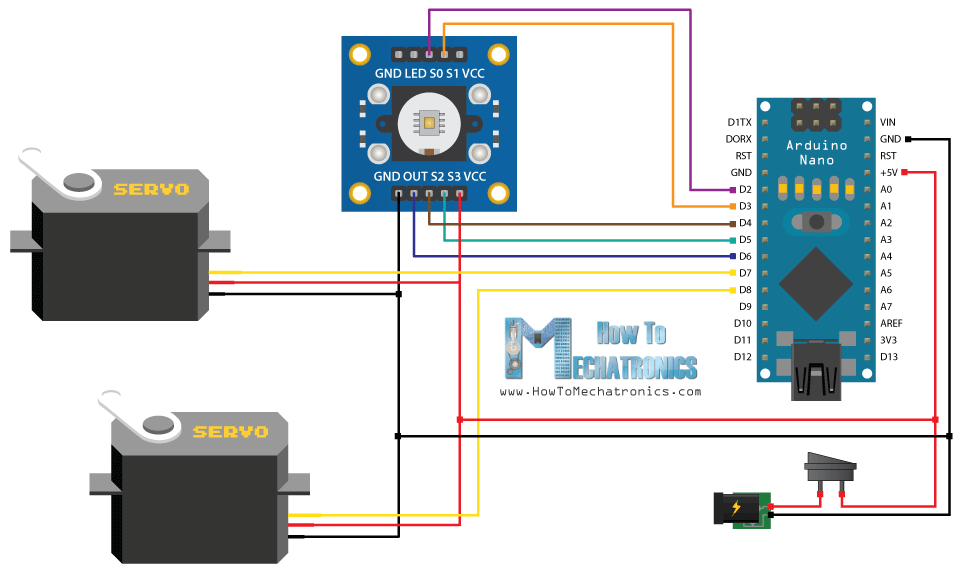 GND LED S0 S1 VCC
GND OUT S2 S3 VCC
SERVO
SERVO
Arduino
Nano
D1TX
DORX
RST
GND
D2
D3
D4
D5
D6
D7
D8
D9
D10
D11
D12
VIN
GND
RST
+5V
A0
A1
A2
A3
A4
A5
A6
A7
AREF
3V3
D13
How To
MECHATRONICS
www.HowToMechatronics.com